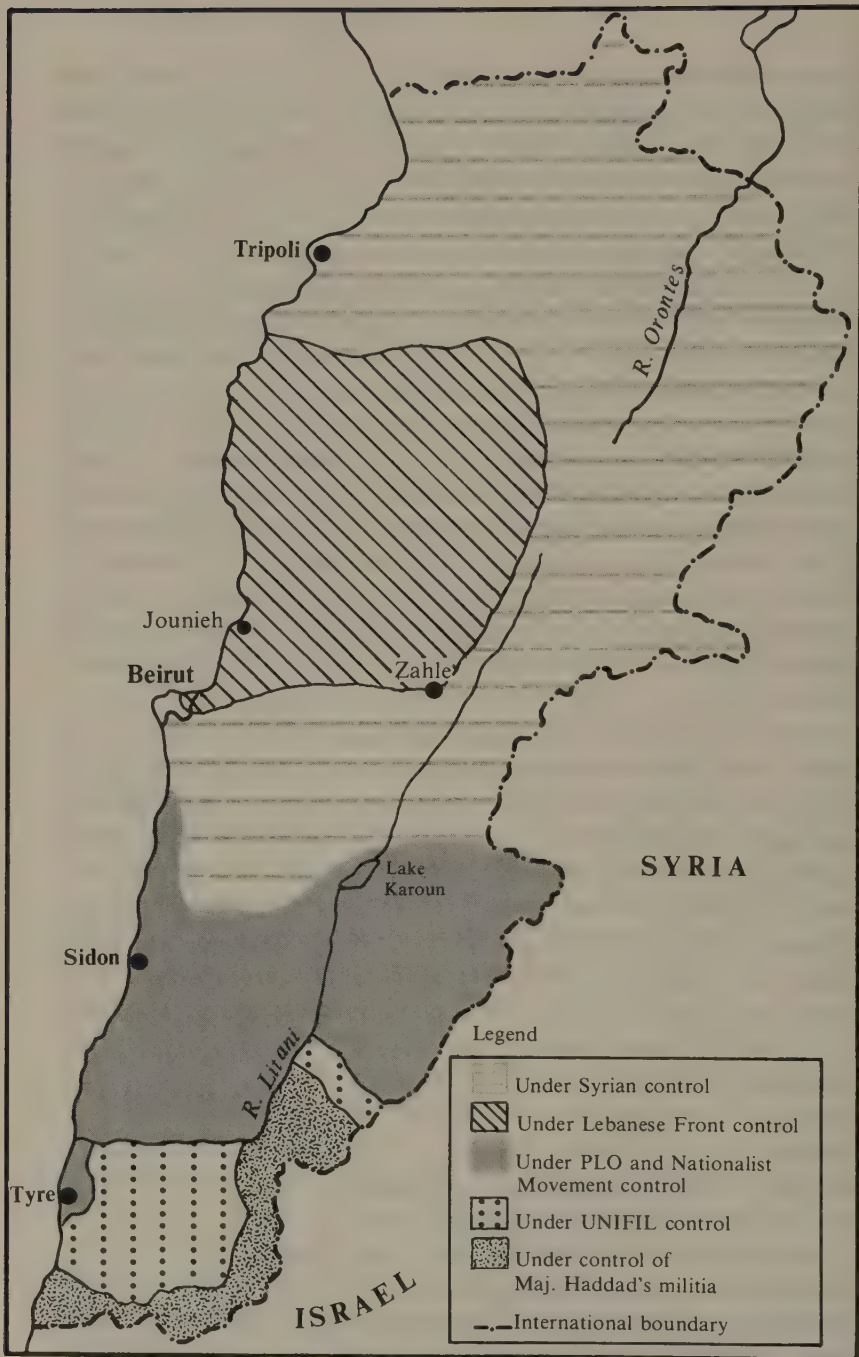 Tripoli
R. Orontes
Jounieh
Beirut
Zahle
SYRIA
Lake
Karoun
Sidon
R. Litani
Tyre
ISRAEL
Legend
Under Syrian control
Under Lebanese Front control
Under PLO and Nationalist
Movement control
Under UNIFIL control
Under control of
Maj. Haddad's militia
International boundary